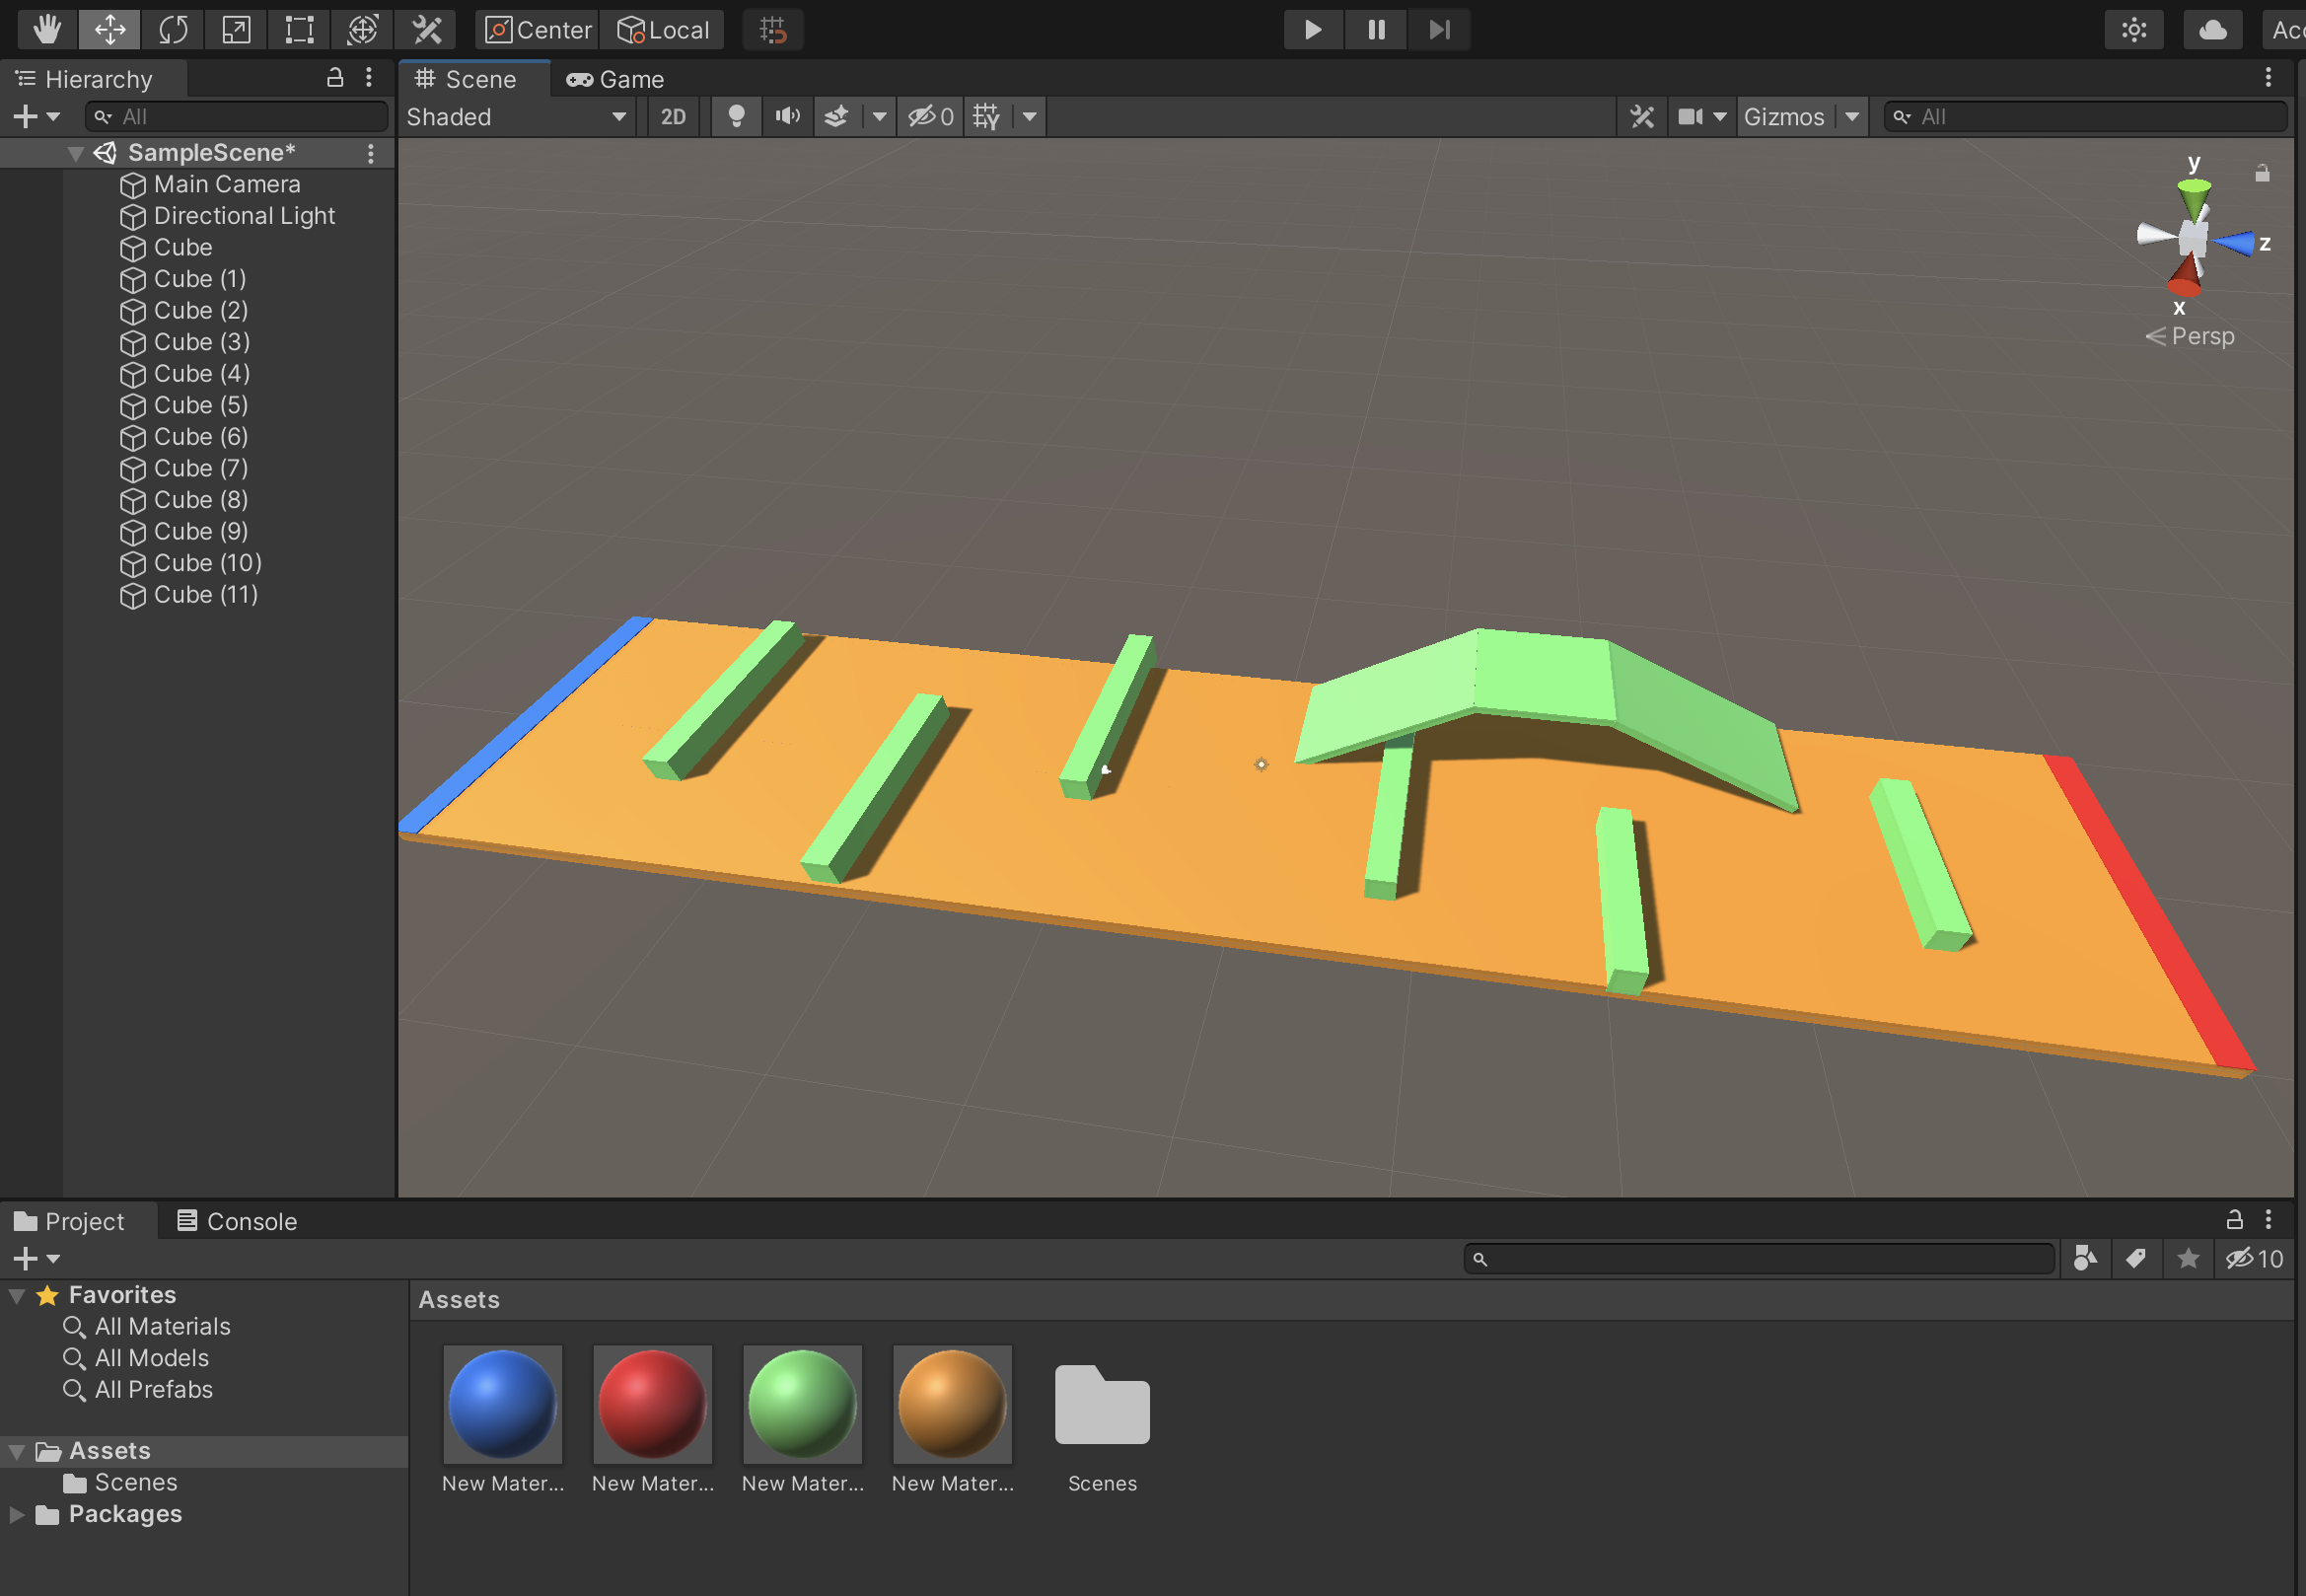 Center Local Acc
Hierarchy
All
SampleScene*
Main Camera
Directional Light
Cube
Cube (1)
Cube (2)
Cube (3)
Cube (4)
Cube (5)
Cube (6)
Cube (7)
Cube (8)
Cube (9)
Cube (10)
Cube (11)
Scene Game
Shaded 2D 0 Gizmos All
y
z
x
Persp
Project Console
10
Favorites
All Materials
All Models
All Prefabs
Assets
Scenes
Packages
Assets
New Mater... New Mater... New Mater... New Mater... Scenes